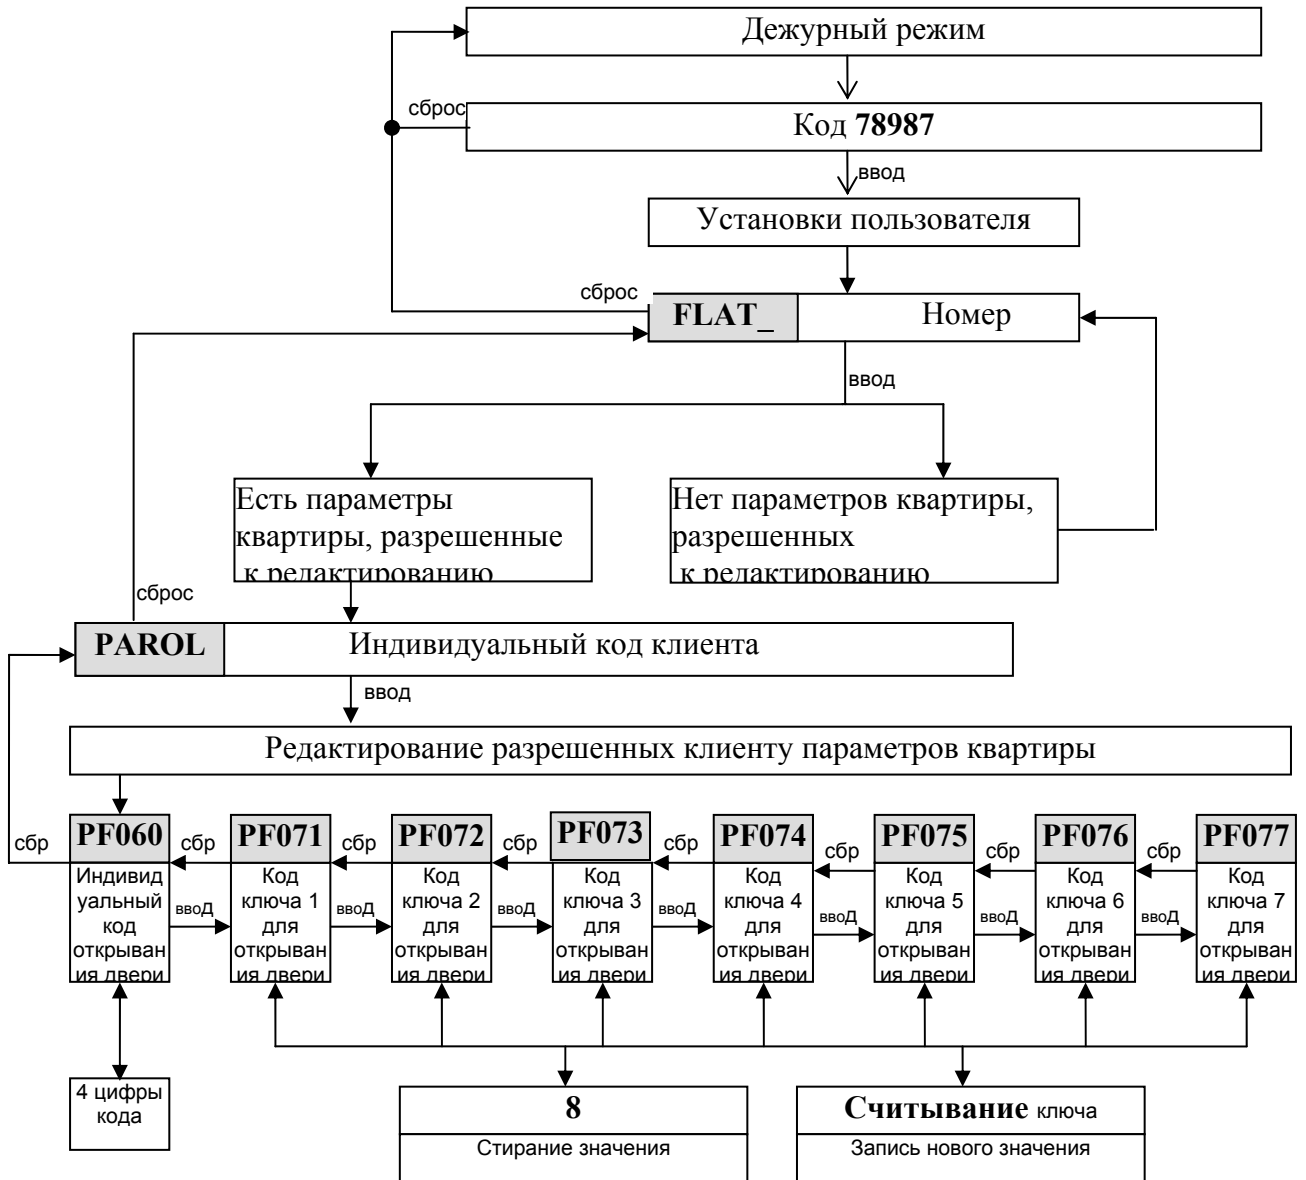 Дежурный режим
сброс
Код 78987
ввод
Установки пользователя
сброс
FLAT_ Номер
ввод
Есть параметры
квартиры, разрешенные
к редактированию
Нет параметров квартиры,
разрешенных
к редактированию
сброс
PAROL Индивидуальный код клиента
ввод
Редактирование разрешенных клиенту параметров квартиры
сбр PF060 сбр PF071 сбр PF072 сбр PF073 сбр PF074 сбр PF075 сбр PF076 сбр PF077
Индивид
уальный
код
открыван
ия двери
ввод
Код
ключа 1
для
открыван
ия двери
ввод
Код
ключа 2
для
открыван
ия двери
ввод
Код
ключа 3
для
открыван
ия двери
ввод
Код
ключа 4
для
открыван
ия двери
ввод
Код
ключа 5
для
открыван
ия двери
ввод
Код
ключа 6
для
открыван
ия двери
ввод
Код
ключа 7
для
открыван
ия двери
4 цифры
кода
8
Стирание значения
Считывание ключа
Запись нового значения